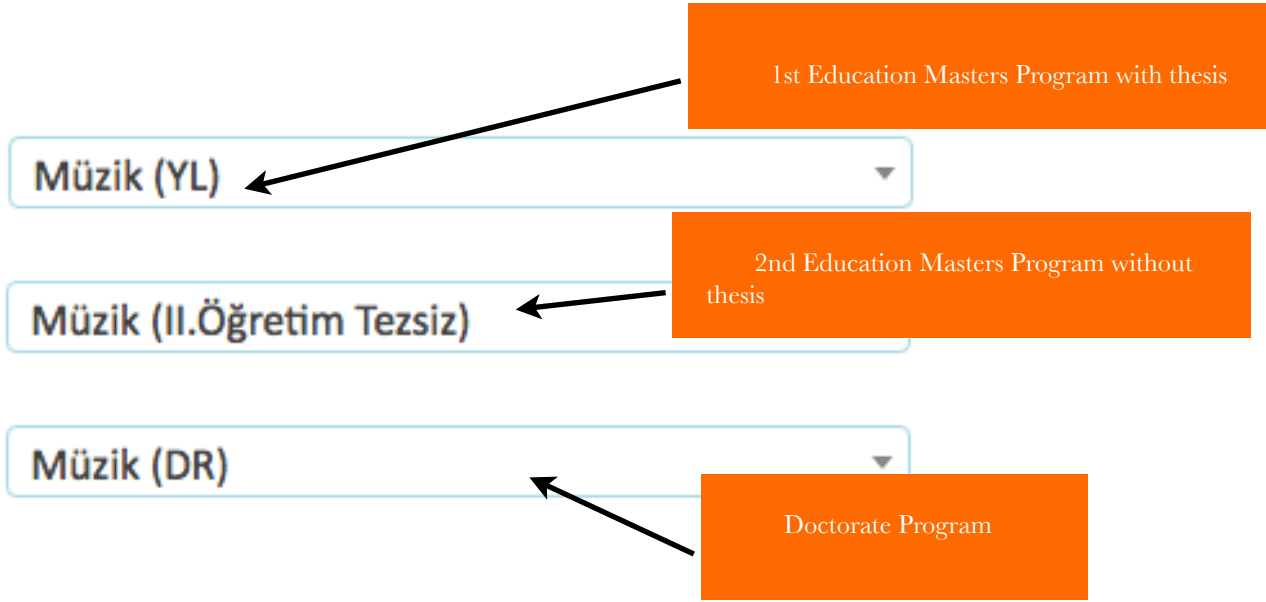 1st Education Masters Program with thesis
Müzik (YL)
2nd Education Masters Program without
thesis
Müzik (II.Öğretim Tezsiz)
Müzik (DR)
Doctorate Program